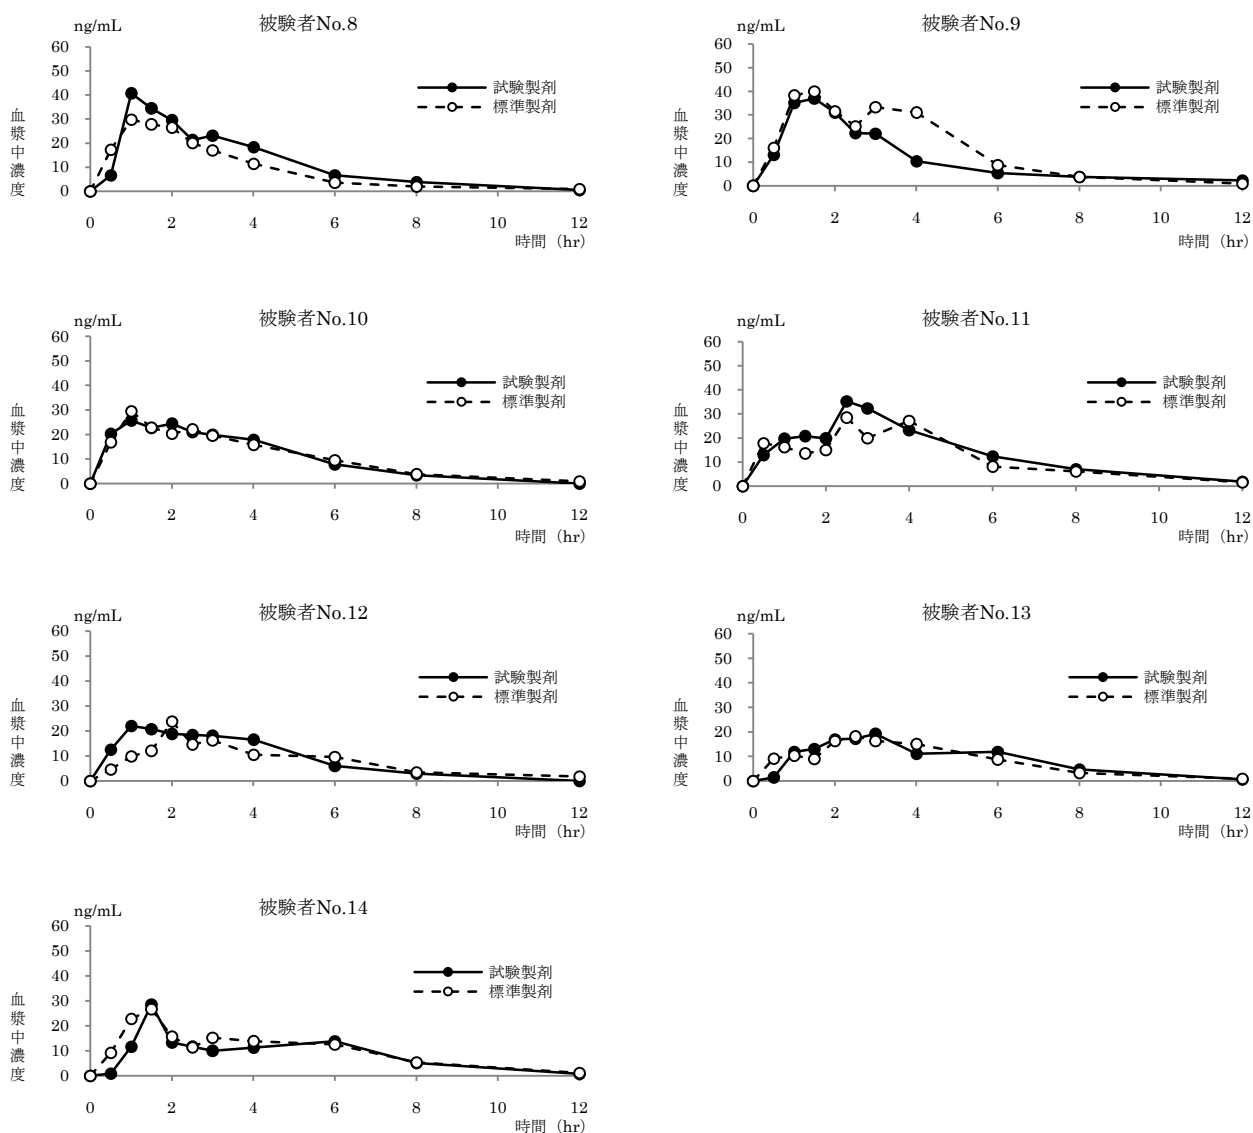 ng/mL
被験者No.8
60
50
40
30
20
10
0
血漿中濃度
試験製剤
標準製剤
0 2 4 6 8 10 12
時間（hr）
ng/mL
被験者No.9
60
50
40
30
20
10
0
血漿中濃度
試験製剤
標準製剤
0 2 4 6 8 10 12
時間（hr）
ng/mL
被験者No.10
60
50
40
30
20
10
0
血漿中濃度
試験製剤
標準製剤
0 2 4 6 8 10 12
時間（hr）
ng/mL
被験者No.11
60
50
40
30
20
10
0
血漿中濃度
試験製剤
標準製剤
0 2 4 6 8 10 12
時間（hr）
ng/mL
被験者No.12
60
50
40
30
20
10
0
血漿中濃度
試験製剤
標準製剤
0 2 4 6 8 10 12
時間（hr）
被験者No.13
ng/mL
60
50
40
30
20
10
0
血漿中濃度
試験製剤
標準製剤
0 2 4 6 8 10 12
時間（hr）
ng/mL
被験者No.14
60
50
40
30
20
10
0
血漿中濃度
試験製剤
標準製剤
0 2 4 6 8 10 12
時間（hr）